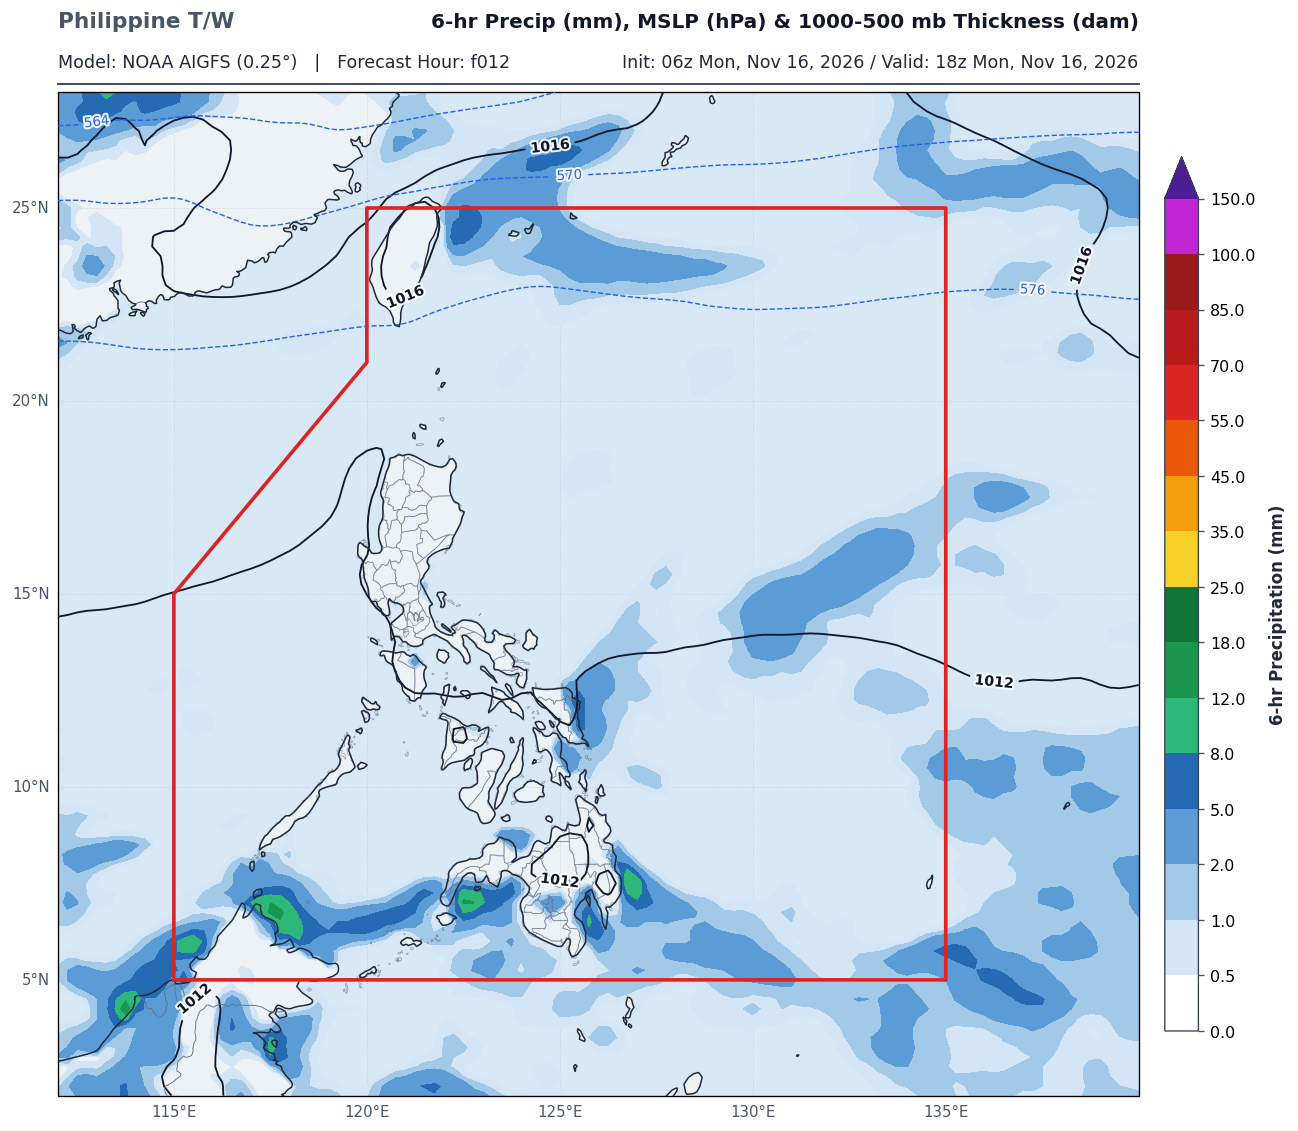 Philippine T/W
6-hr Precip (mm), MSLP (hPa) & 1000-500 mb Thickness (dam)
Model: NOAA AIGFS (0.25°)   |   Forecast Hour: f012
Init: 06z Mon, Nov 16, 2026 / Valid: 18z Mon, Nov 16, 2026
564
1016
570
150.0
25°N
100.0
1016
576
1016
85.0
70.0
20°N
55.0
45.0
35.0
15°N
25.0
18.0
1012
12.0
10°N
8.0
5.0
1012
2.0
1.0
5°N
0.5
1012
0.0
6-hr Precipitation (mm)
115°E
120°E
125°E
130°E
135°E